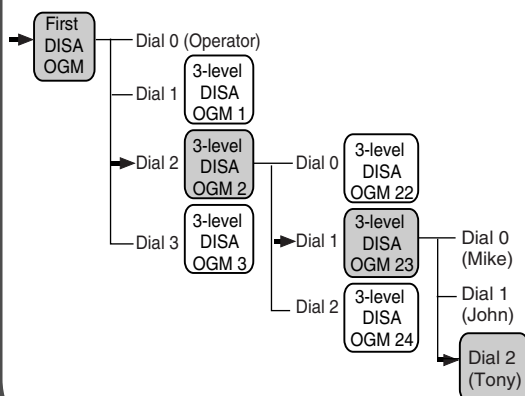 First
DISA
OGM
Dial 0 (Operator)
Dial 1
3-level
DISA
OGM 1
Dial 2
3-level
DISA
OGM 2
Dial 3
3-level
DISA
OGM 3
Dial 0
3-level
DISA
OGM 22
Dial 1
3-level
DISA
OGM 23
Dial 2
3-level
DISA
OGM 24
Dial 0
(Mike)
Dial 1
(John)
Dial 2
(Tony)